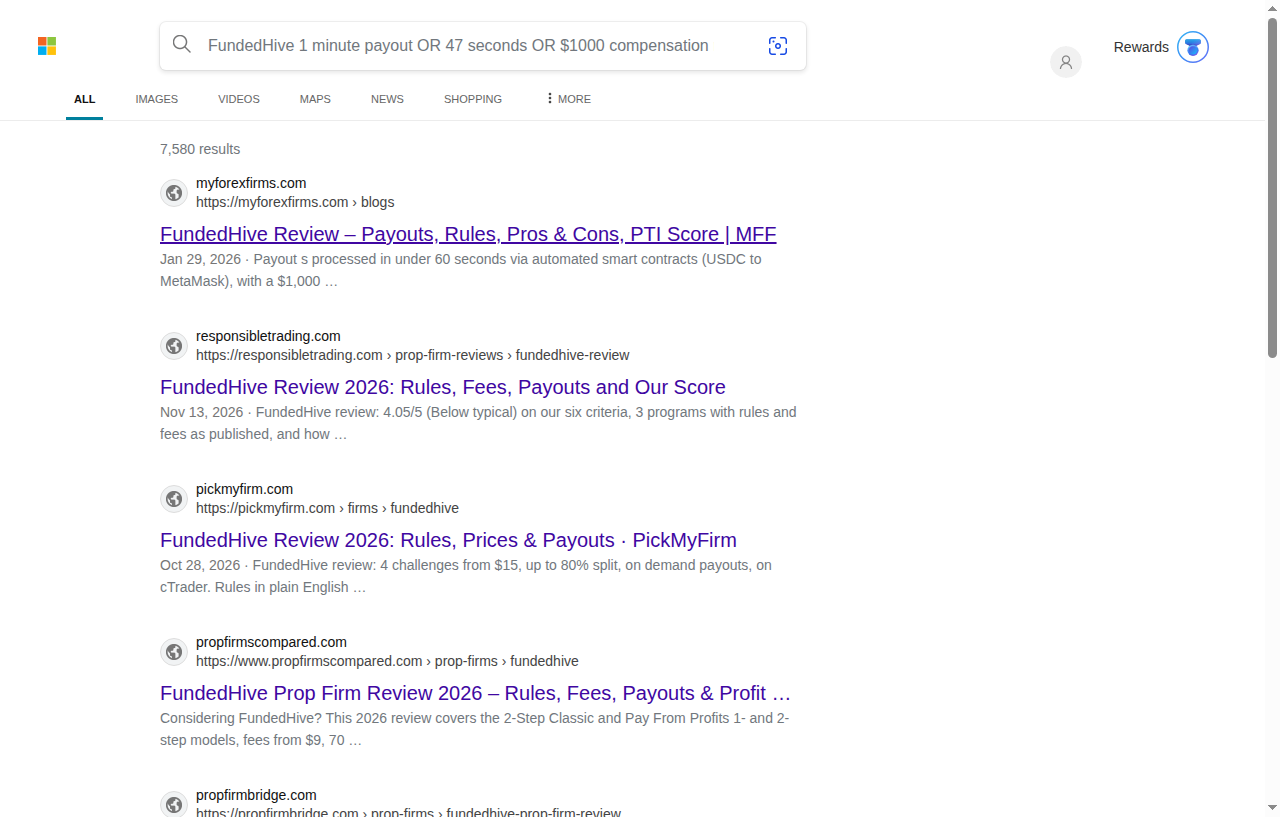 FundedHive 1 minute payout OR 47 seconds OR $1000 compensation
Rewards
ALL
IMAGES
VIDEOS
MAPS
NEWS
SHOPPING
MORE
7,580 results
myforexfirms.com
https://myforexfirms.com › blogs
FundedHive Review – Payouts, Rules, Pros & Cons, PTI Score | MFF
Jan 29, 2026 · Payout s processed in under 60 seconds via automated smart contracts (USDC to
MetaMask), with a $1,000 …
responsibletrading.com
https://responsibletrading.com › prop-firm-reviews › fundedhive-review
FundedHive Review 2026: Rules, Fees, Payouts and Our Score
Nov 13, 2026 · FundedHive review: 4.05/5 (Below typical) on our six criteria, 3 programs with rules and
fees as published, and how …
pickmyfirm.com
https://pickmyfirm.com › firms › fundedhive
FundedHive Review 2026: Rules, Prices & Payouts · PickMyFirm
Oct 28, 2026 · FundedHive review: 4 challenges from $15, up to 80% split, on demand payouts, on
cTrader. Rules in plain English …
propfirmscompared.com
https://www.propfirmscompared.com › prop-firms › fundedhive
FundedHive Prop Firm Review 2026 – Rules, Fees, Payouts & Profit …
Considering FundedHive? This 2026 review covers the 2-Step Classic and Pay From Profits 1- and 2-
step models, fees from $9, 70 …
propfirmbridge.com
https://propfirmbridge.com › prop-firms › fundedhive-prop-firm-review